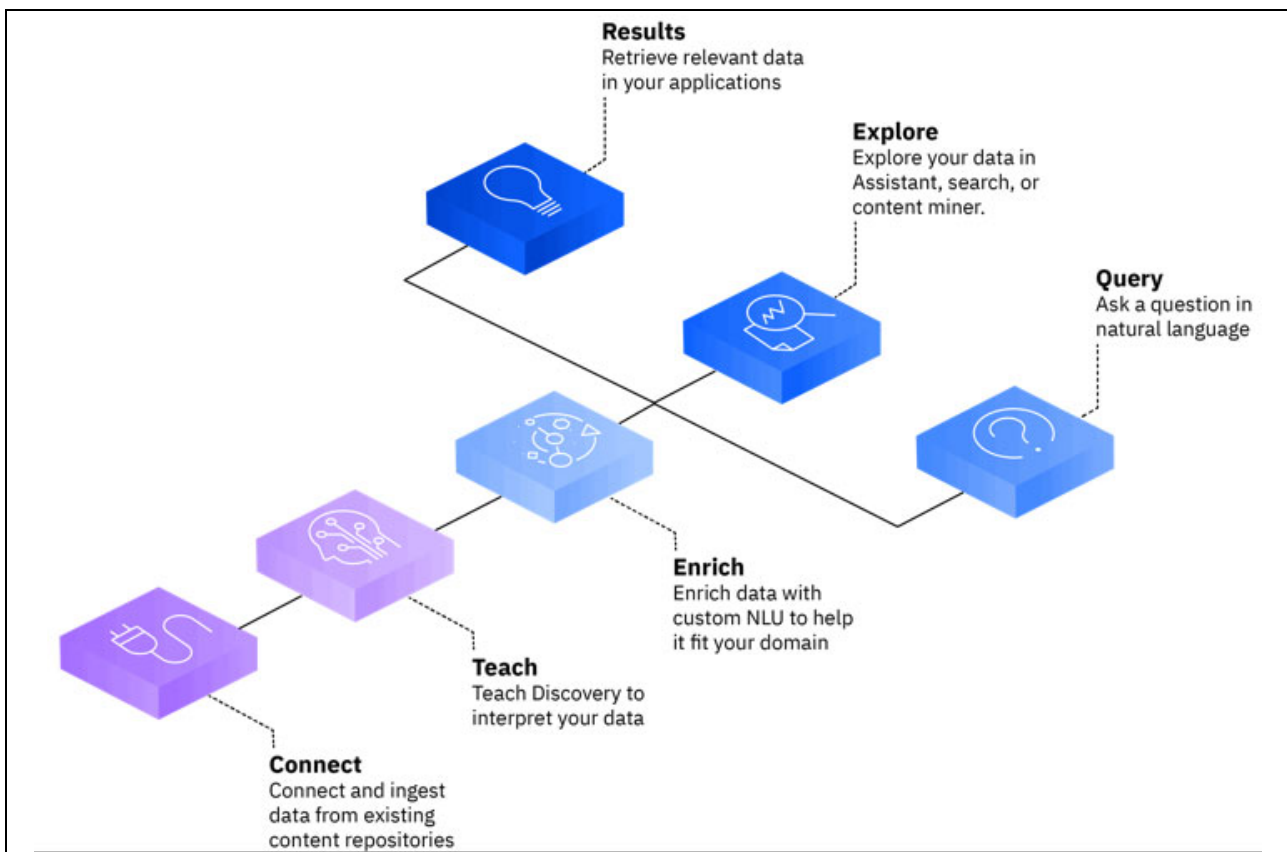 Results
Retrieve relevant data
in your applications
Explore
Explore your data in
Assistant, search, or
content miner.
Query
Ask a question in
natural language
Enrich
Enrich data with
custom NLU to help
it fit your domain
Teach
Teach Discovery to
interpret your data
Connect
Connect and ingest
data from existing
content repositories